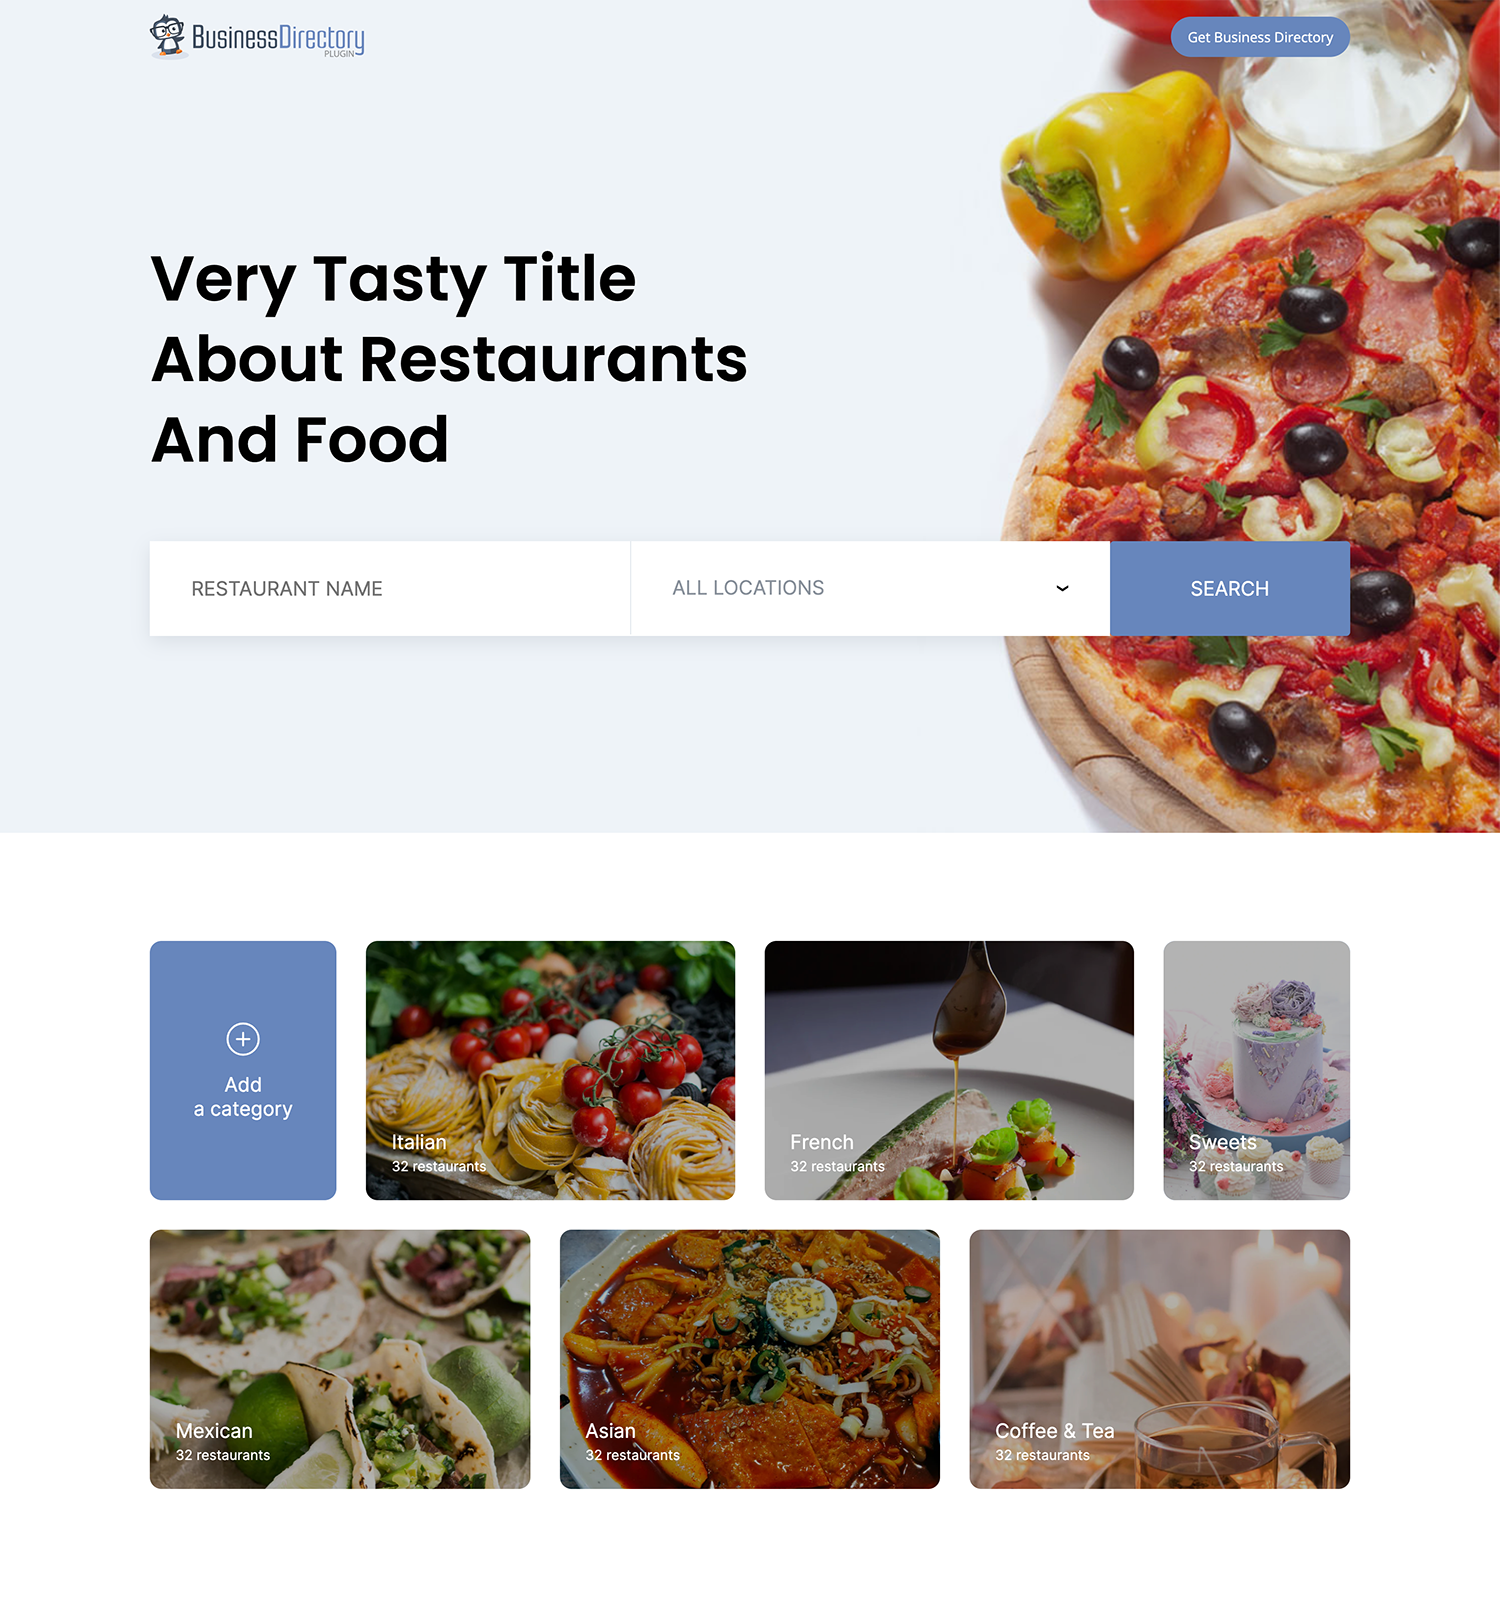 BusinessDirectory
PLUGIN
Get Business Directory
Very Tasty Title
About Restaurants
And Food
RESTAURANT NAME
ALL LOCATIONS
SEARCH
Add
a category
Italian
32 restaurants
French
32 restaurants
Sweets
32 restaurants
Mexican
32 restaurants
Asian
32 restaurants
Coffee & Tea
32 restaurants